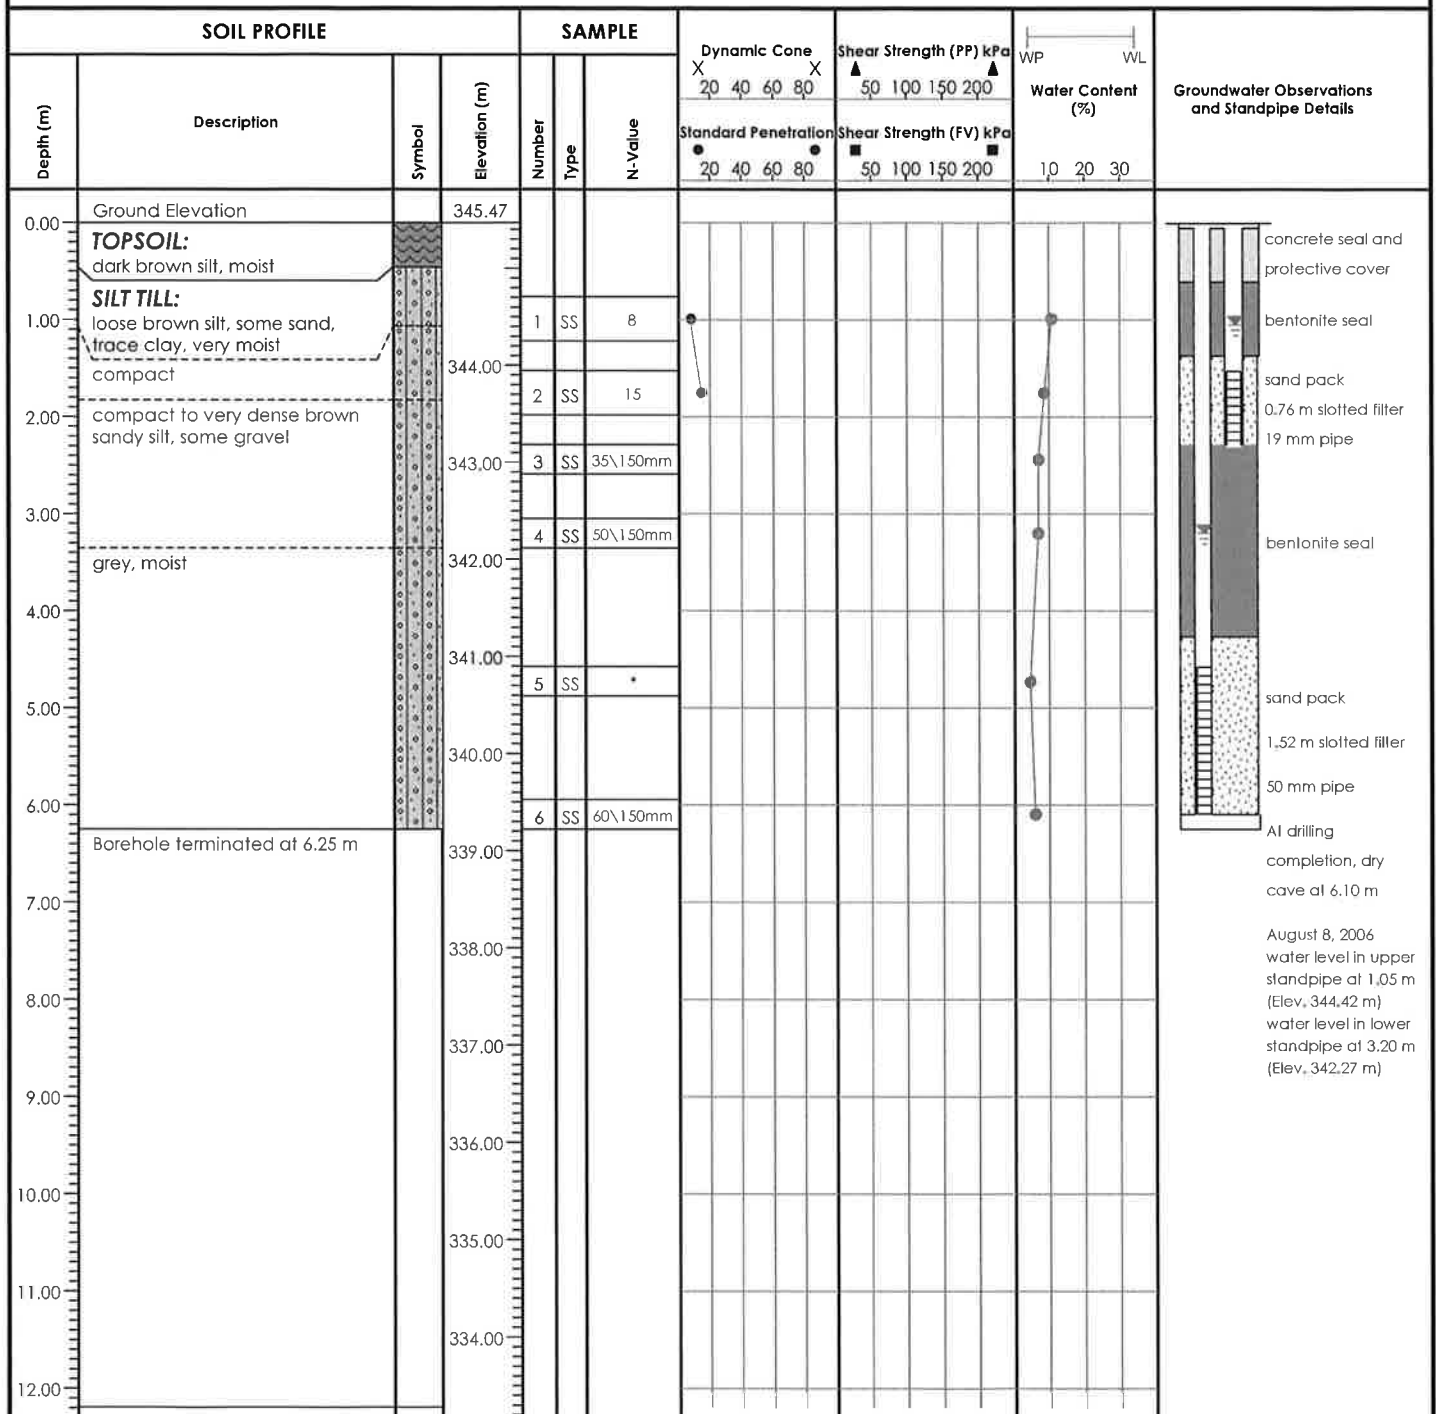 SOIL PROFILE
SAMPLE
Depth (m)
Description
Symbol
Elevation (m)
Number
Type
N-Value
Dynamic Cone
X X
20 40 60 80
Standard Penetration
20 40 60 80
Shear Strength (PP) kPa
50 100 150 200
Shear Strength (FV) kPa
50 100 150 200
WP WL
Water Content
(%)
10 20 30
Groundwater Observations
and Standpipe Details
Ground Elevation 345.47
0.00
TOPSOIL:
dark brown silt, moist
SILT TILL:
loose brown silt, some sand,
trace clay, very moist
compact
compact to very dense brown
sandy silt, some gravel
grey, moist
Borehole terminated at 6.25 m
1.00
2.00
3.00
4.00
5.00
6.00
7.00
8.00
9.00
10.00
11.00
12.00
344.00
343.00
342.00
341.00
340.00
339.00
338.00
337.00
336.00
335.00
334.00
1 SS 8
2 SS 15
3 SS 35\150mm
4 SS 50\150mm
5 SS *
6 SS 60\150mm
concrete seal and
protective cover
bentonite seal
sand pack
0.76 m slotted filter
19 mm pipe
bentonite seal
sand pack
1.52 m slotted filter
50 mm pipe
At drilling
completion, dry
cave at 6.10 m
August 8, 2006
water level in upper
standpipe at 1.05 m
(Elev. 344.42 m)
water level in lower
standpipe at 3.20 m
(Elev. 342.27 m)